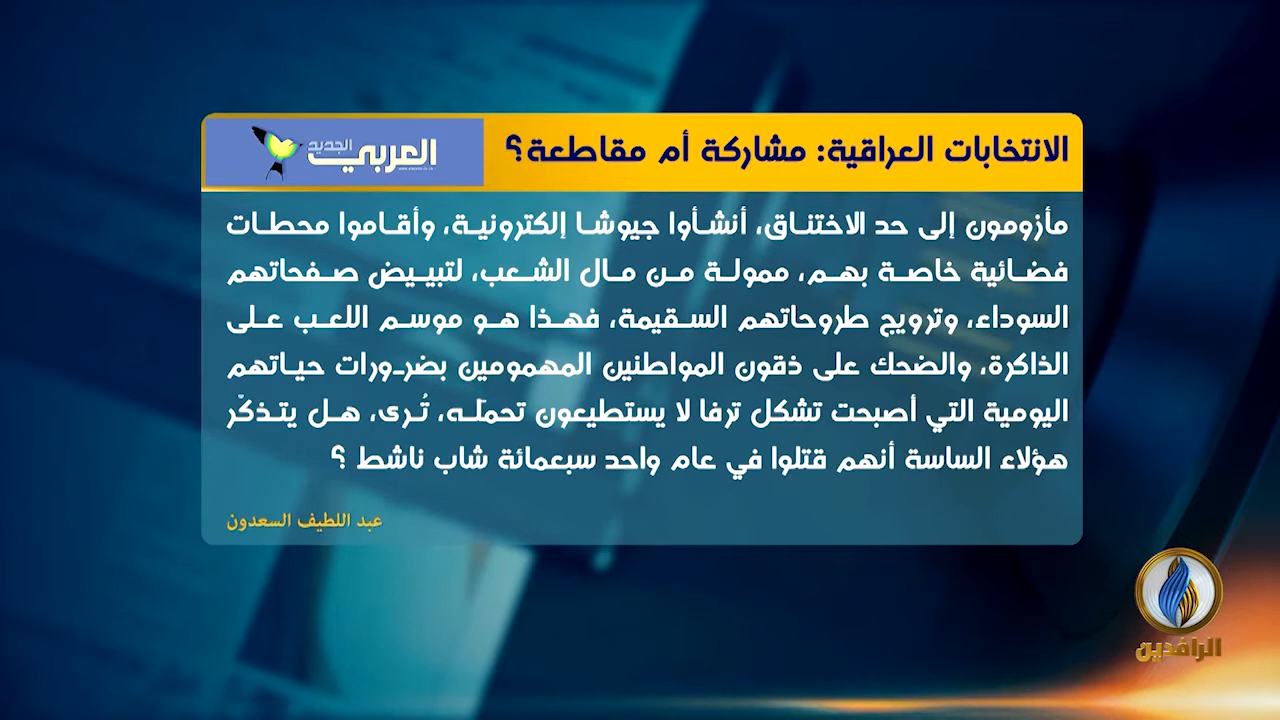 الانتخابات العراقية: مشاركة أم مقاطعة؟
العربي الجديد
مأزومون إلى حد الاختناق، أنشأوا جيوشا إلكترونية، وأقاموا محطات
فضائية خاصة بهم، ممولة من مال الشعب، لتبييض صفحاتهم
السوداء، وترويج طروحاتهم السقيمة، فهذا هو موسم اللعب على
الذاكرة، والضحك على ذقون المواطنين المهمومين بضرورات حياتهم
اليومية التي أصبحت تشكل ترفا لا يستطيعون تحمّله، تُرى، هل يتذكّر
هؤلاء الساسة أنهم قتلوا في عام واحد سبعمائة شاب ناشط ؟
عبد اللطيف السعدون
الرافدين